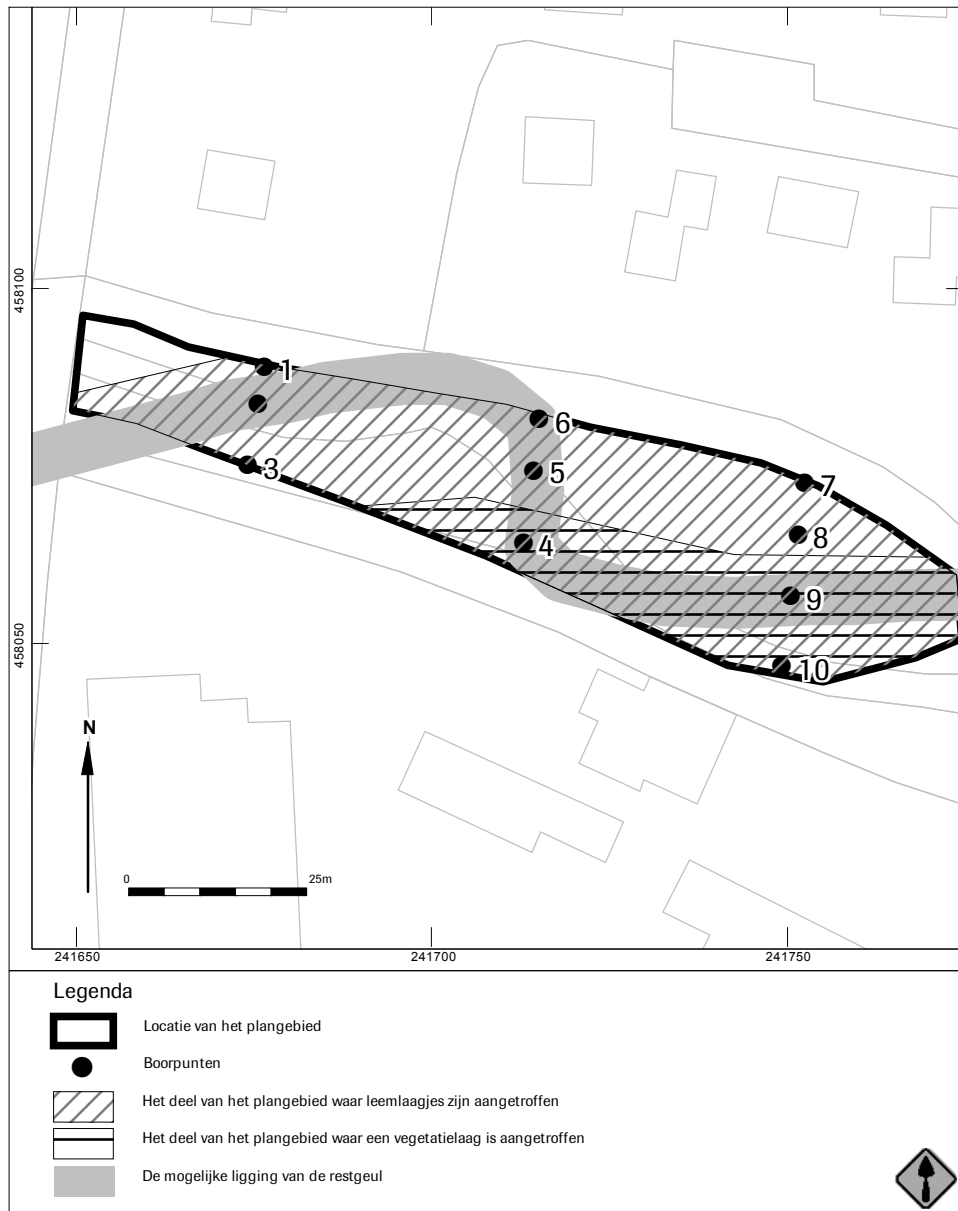 458100
1
6
3
5
7
4
8
9
458050
10
N
0 25m
241650 241700 241750
Legenda
Locatie van het plangebied
Boorpunten
Het deel van het plangebied waar leemlaagjes zijn aangetroffen
Het deel van het plangebied waar een vegetatielaag is aangetroffen
De mogelijke ligging van de restgeul